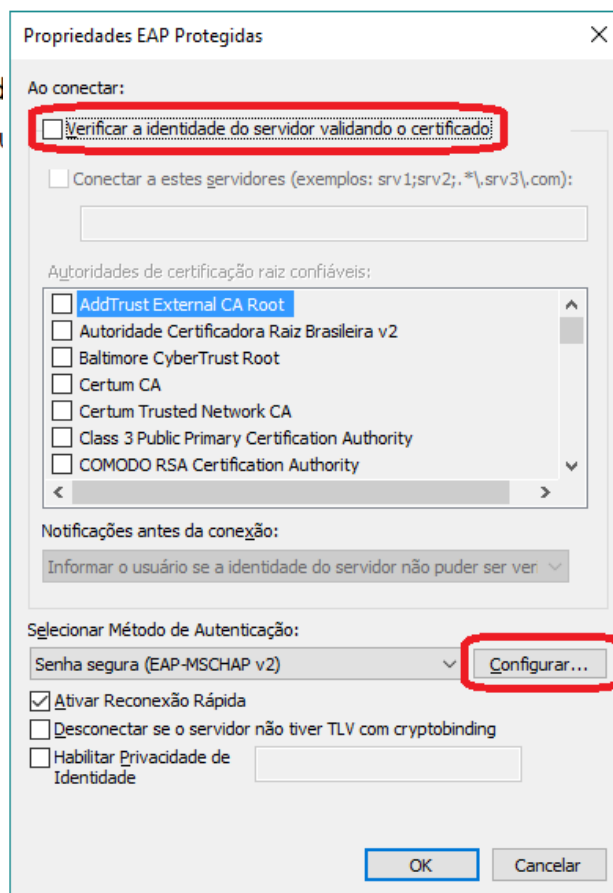 Propriedades EAP Protegidas
Ao conectar:
Verificar a identidade do servidor validando o certificado
Conectar a estes servidores (exemplos: srv1;srv2;.*\.srv3\.com):
Autoridades de certificação raiz confiáveis:
AddTrust External CA Root
Autoridade Certificadora Raiz Brasileira v2
Baltimore CyberTrust Root
Certum CA
Certum Trusted Network CA
Class 3 Public Primary Certification Authority
COMODO RSA Certification Authority
Notificações antes da conexão:
Informar o usuário se a identidade do servidor não puder ser veri
Selecionar Método de Autenticação:
Senha segura (EAP-MSCHAP v2)
Configurar...
Ativar Reconexão Rápida
Desconectar se o servidor não tiver TLV com cryptobinding
Habilitar Privacidade de
Identidade
OK
Cancelar